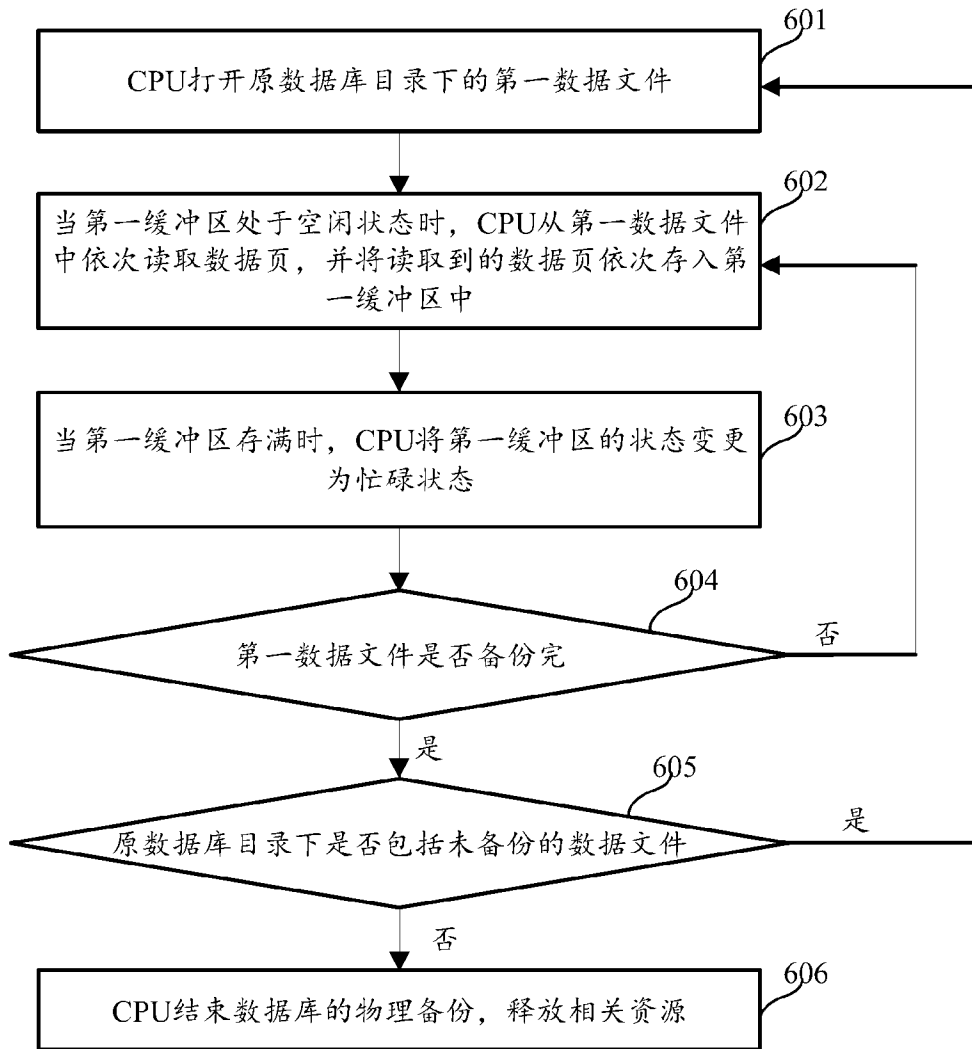 601
CPU打开原数据库目录下的第一数据文件
602
当第一缓冲区处于空闲状态时，CPU从第一数据文件
中依次读取数据页，并将读取到的数据页依次存入第
一缓冲区中
603
当第一缓冲区存满时，CPU将第一缓冲区的状态变更
为忙碌状态
604
第一数据文件是否备份完
否
是
605
原数据库目录下是否包括未备份的数据文件
是
否
606
CPU结束数据库的物理备份，释放相关资源